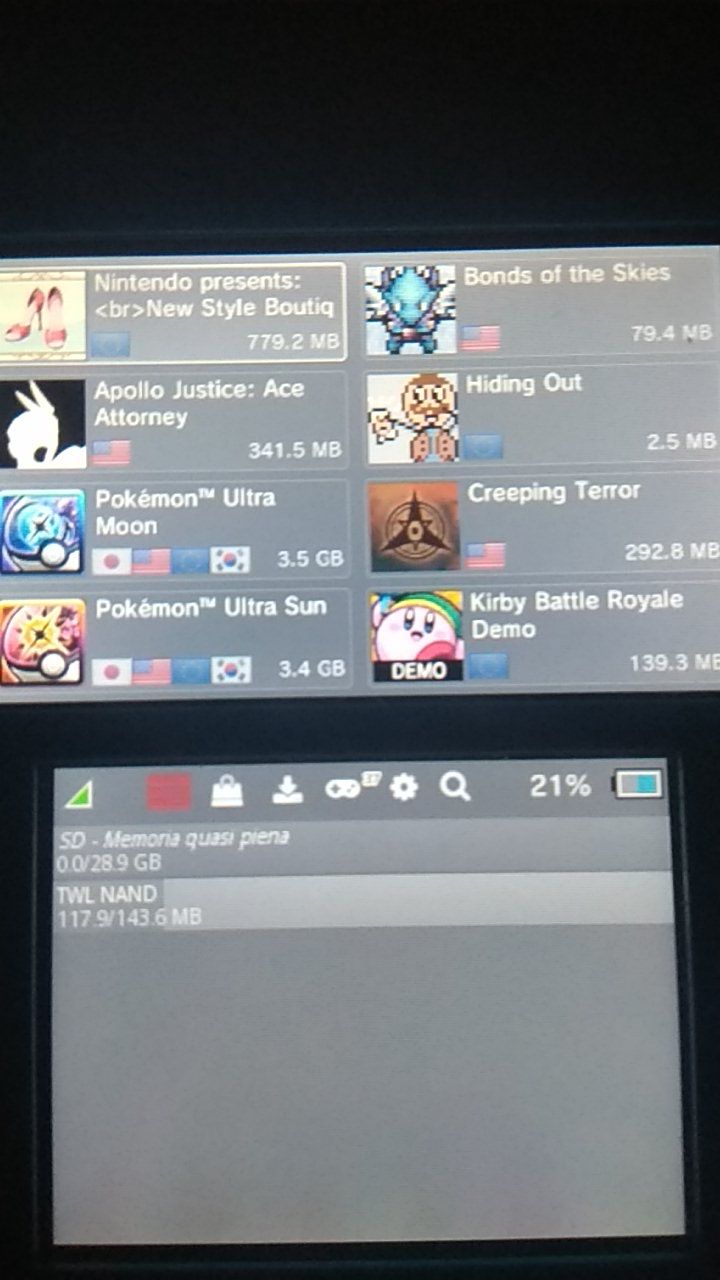 Nintendo presents:
<br>New Style Boutiq
779.2 MB
Bonds of the Skies
79.4 MB
Apollo Justice: Ace
Attorney
341.5 MB
Hiding Out
2.5 MB
Pokémon™ Ultra
Moon
3.5 GB
Creeping Terror
292.8 MB
Pokémon™ Ultra Sun
3.4 GB
Kirby Battle Royale
Demo
DEMO
139.3 MB
21%
SD - Memoria quasi piena
0.0/28.9 GB
TWL NAND
117.9/143.6 MB